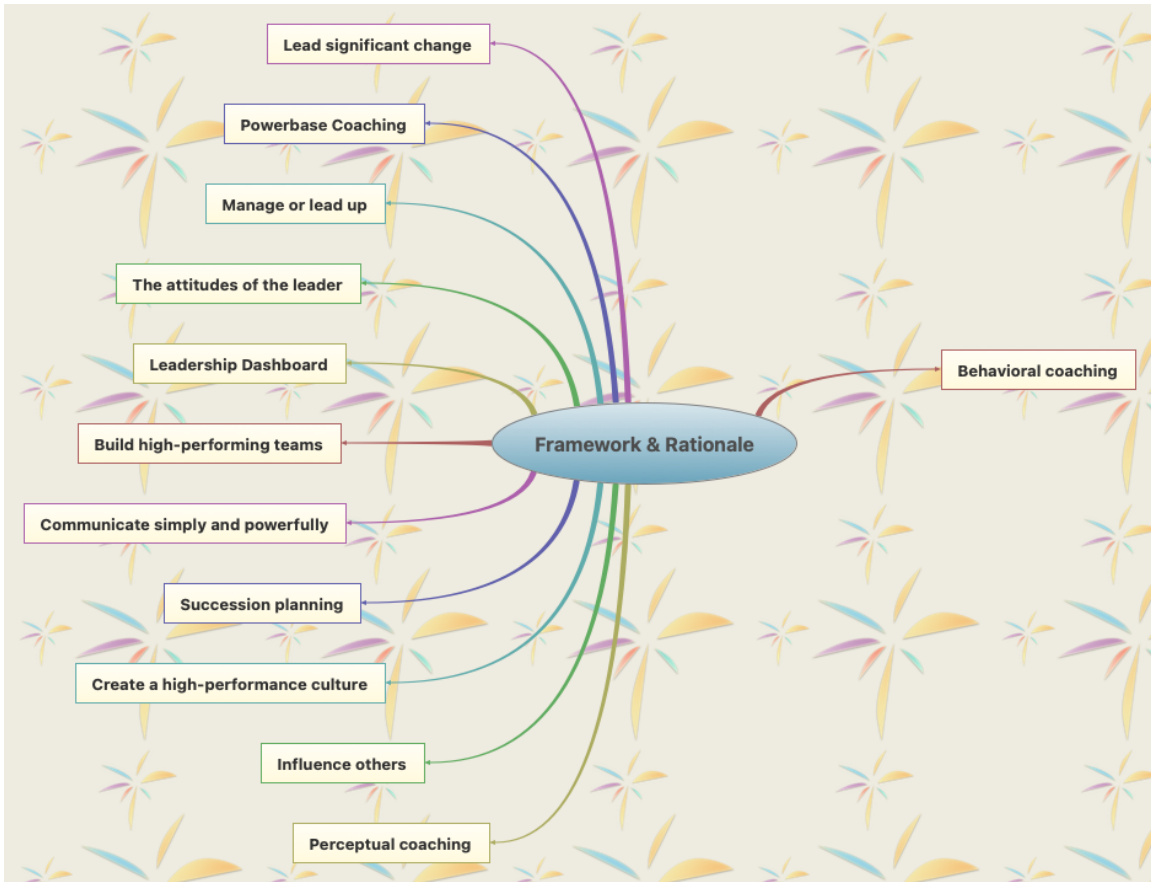 Lead significant change
Powerbase Coaching
Manage or lead up
The attitudes of the leader
Leadership Dashboard
Behavioral coaching
Build high-performing teams
Framework & Rationale
Communicate simply and powerfully
Succession planning
Create a high-performance culture
Influence others
Perceptual coaching